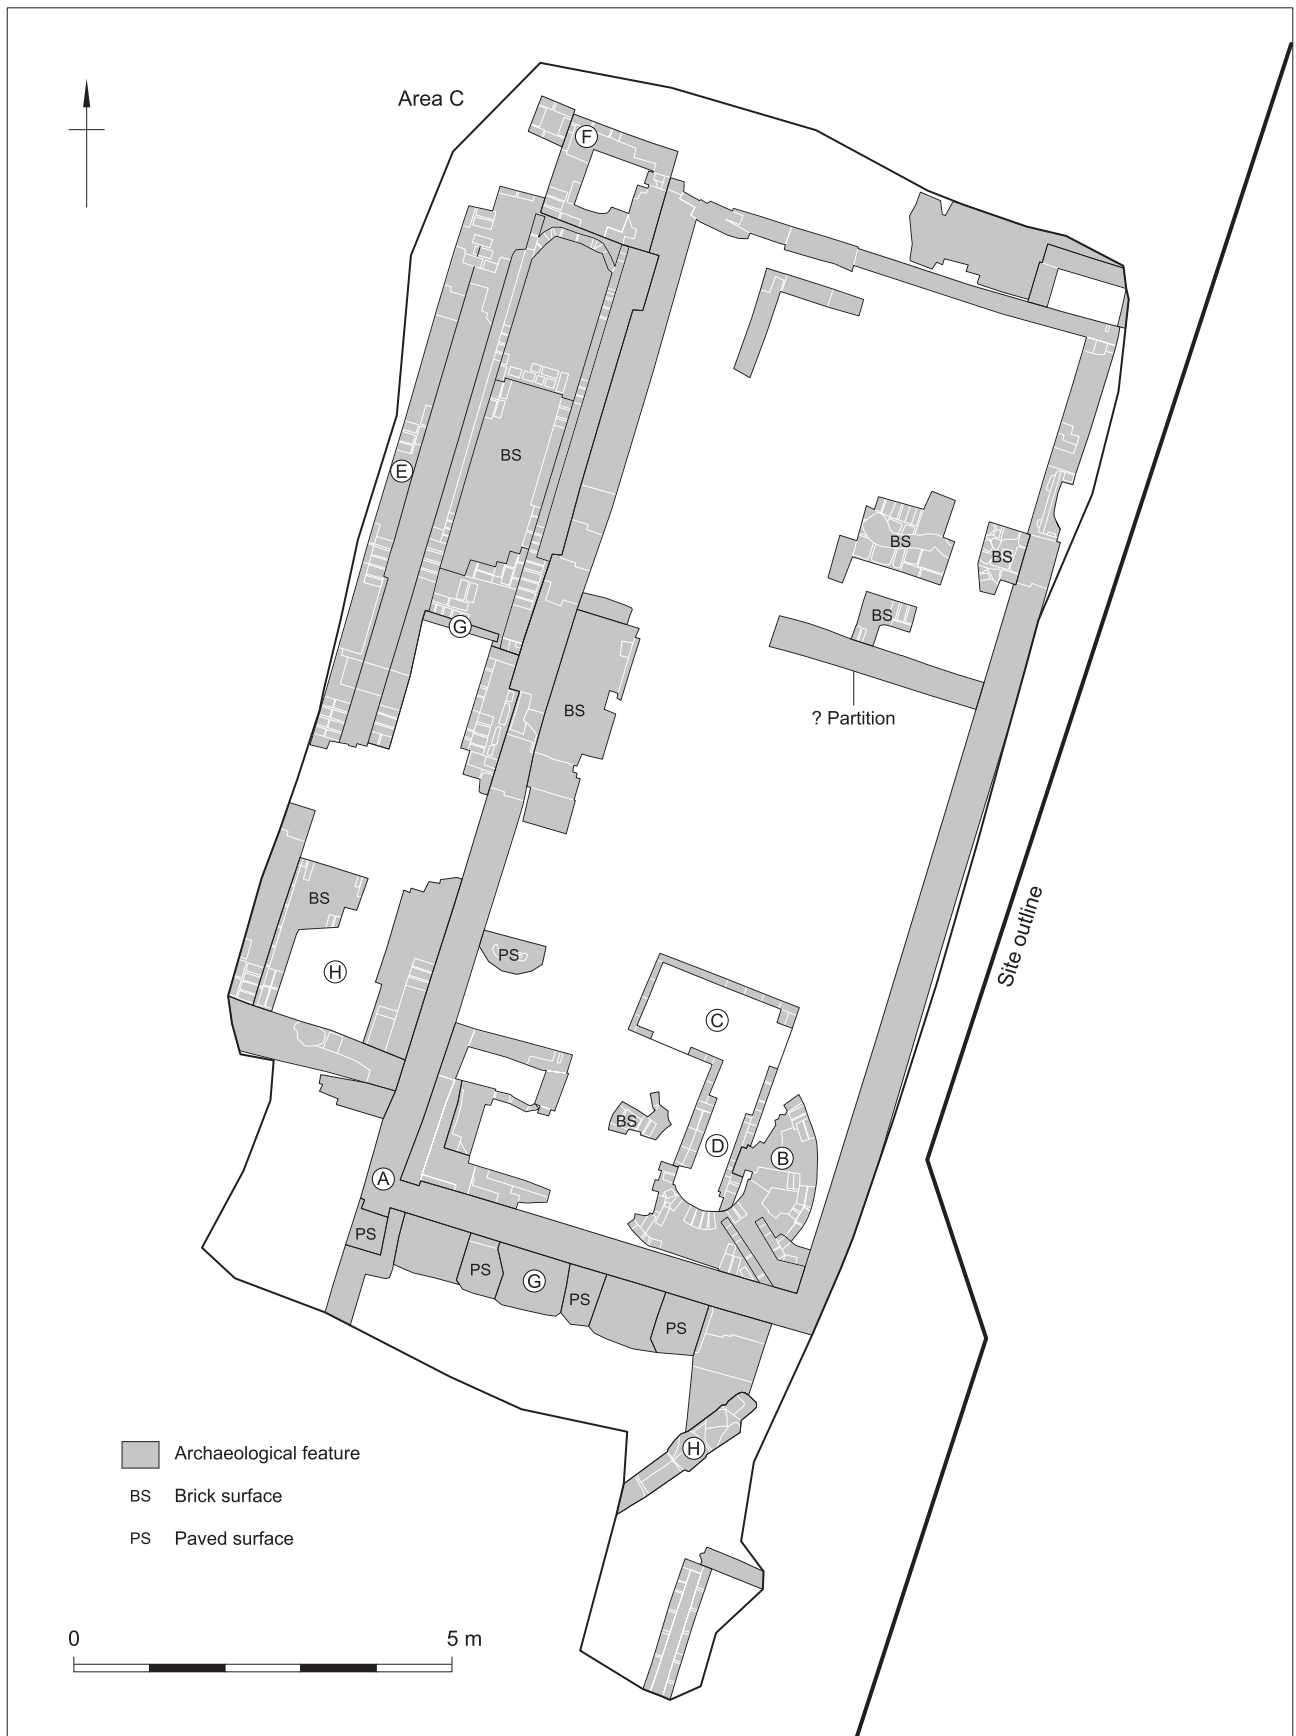 Area C
F
E
BS
BS
BS
G
BS
BS
? Partition
BS
Site outline
PS
H
C
BS
D
B
A
PS
PS
G
PS
PS
H
Archaeological feature
BS Brick surface
PS Paved surface
0 5 m